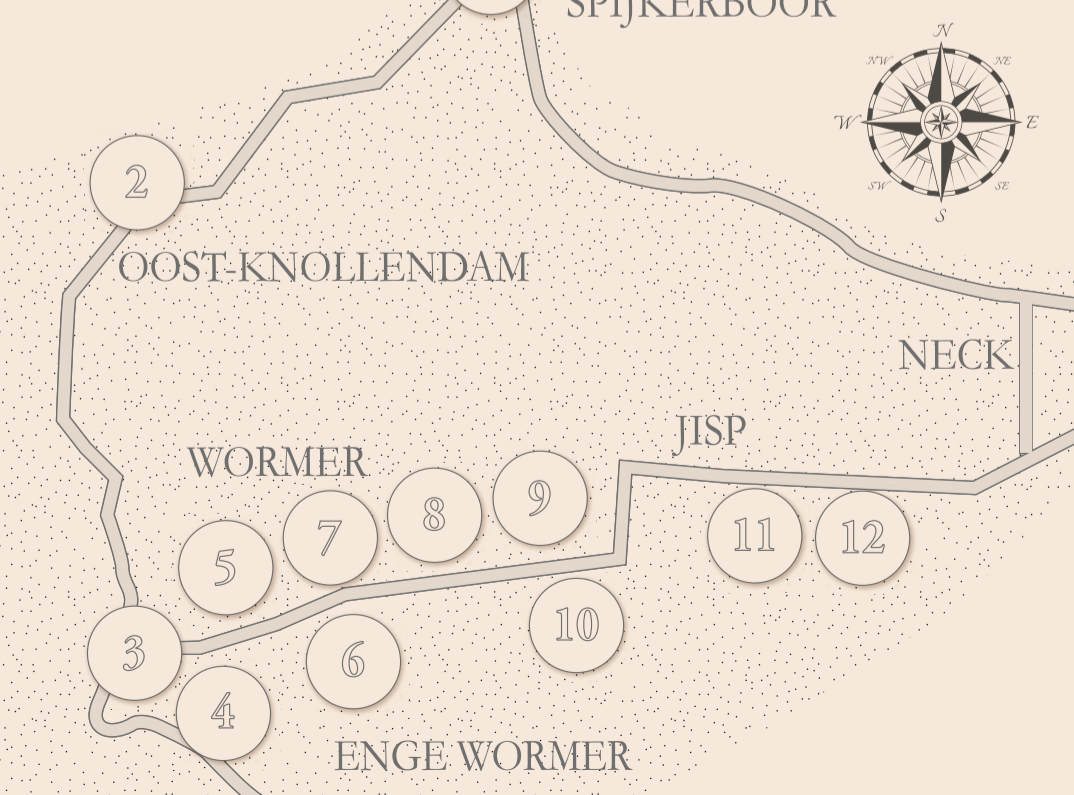 SPIJKERBOOR
N
NW
NE
W
E
SW
SE
S
2
OOST-KNOLLENDAM
NECK
JISP
WORMER
9
8
7
5
11
12
10
3
6
4
ENGE WORMER